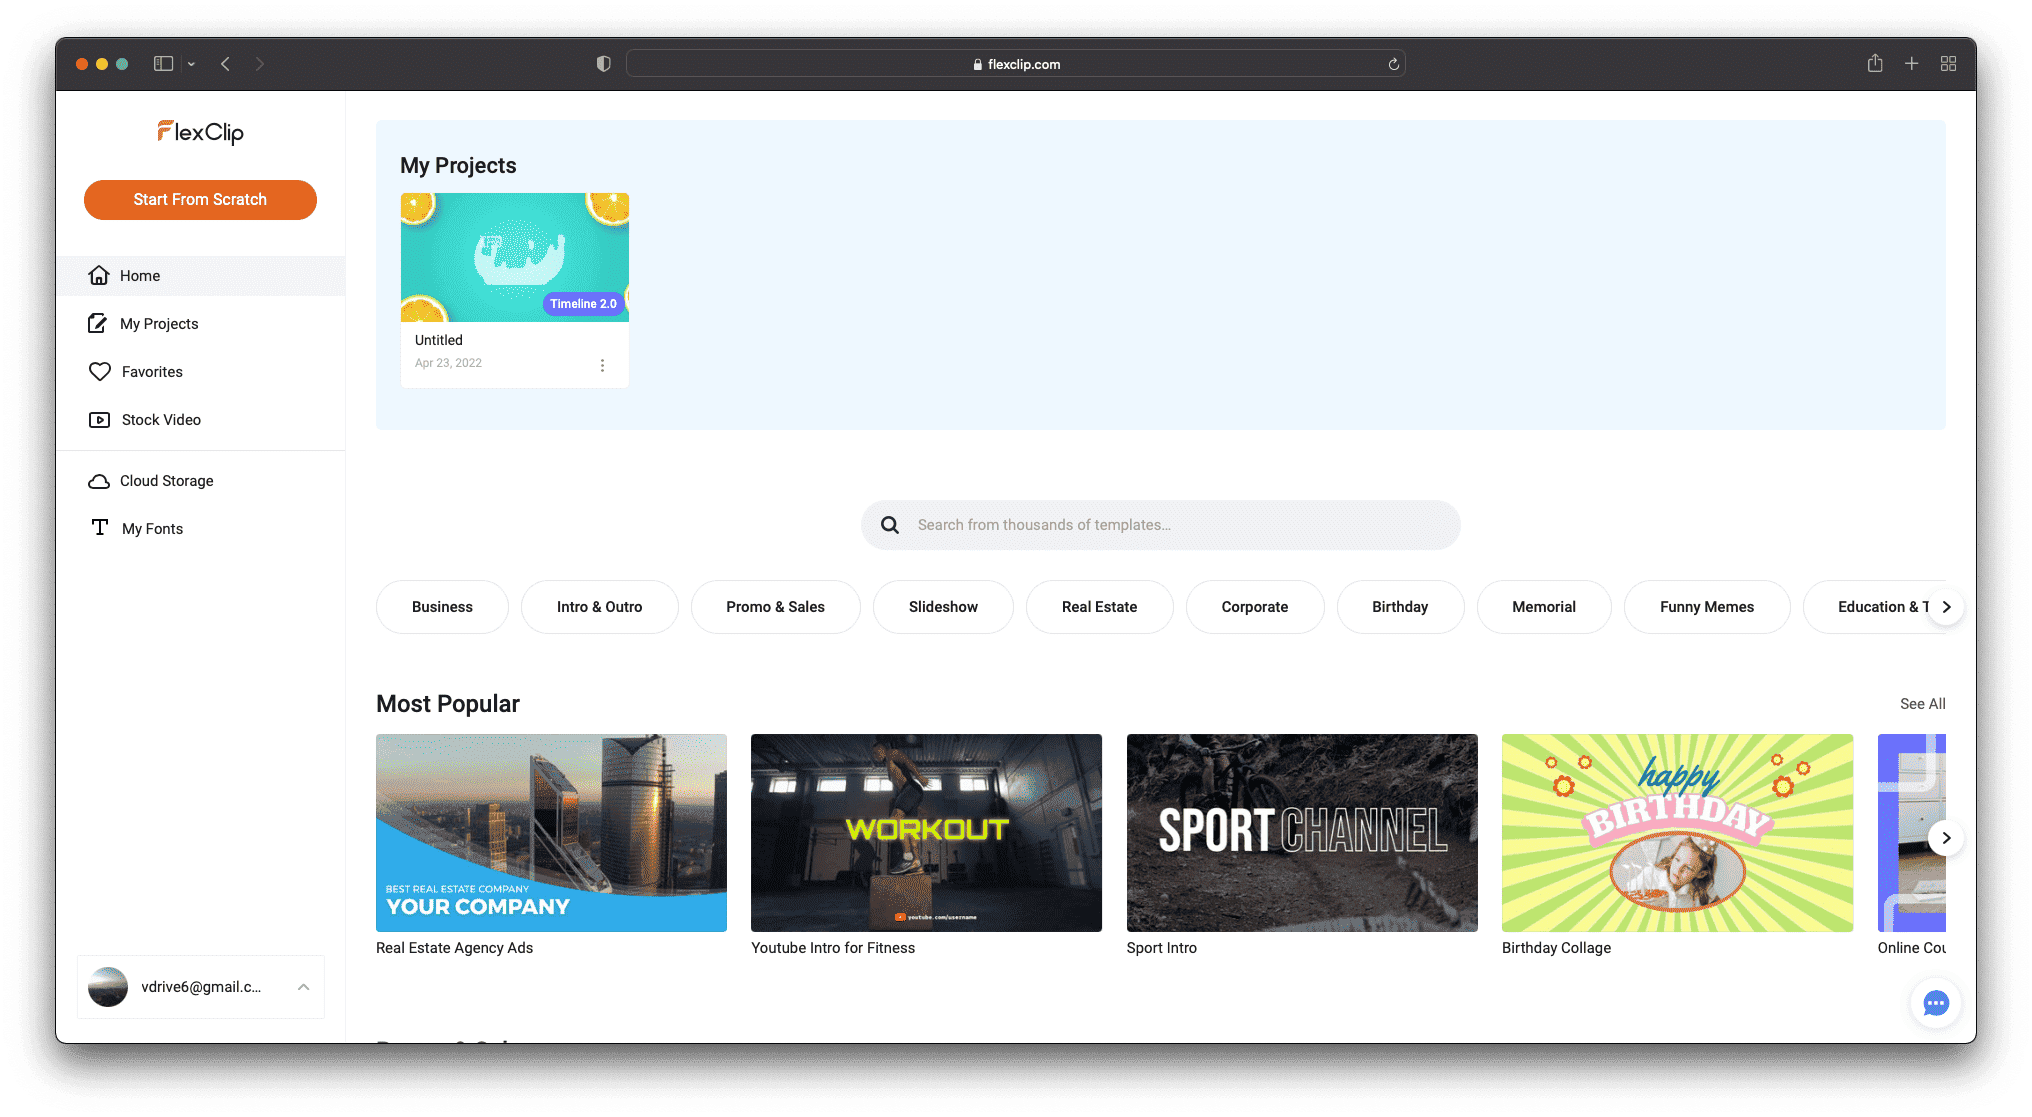 flexclip.com
FlexClip
Start From Scratch
Home
My Projects
Favorites
Stock Video
Cloud Storage
My Fonts
vdrive6@gmail.c...
My Projects
Timeline 2.0
Untitled
Apr 23, 2022
Search from thousands of templates...
Business
Intro & Outro
Promo & Sales
Slideshow
Real Estate
Corporate
Birthday
Memorial
Funny Memes
Education & T
Most Popular
See All
BEST REAL ESTATE COMPANY
YOUR COMPANY
Real Estate Agency Ads
WORKOUT
youtube.com/username
Youtube Intro for Fitness
SPORT CHANNEL
Sport Intro
happy
BIRTHDAY
Birthday Collage
Online Cou